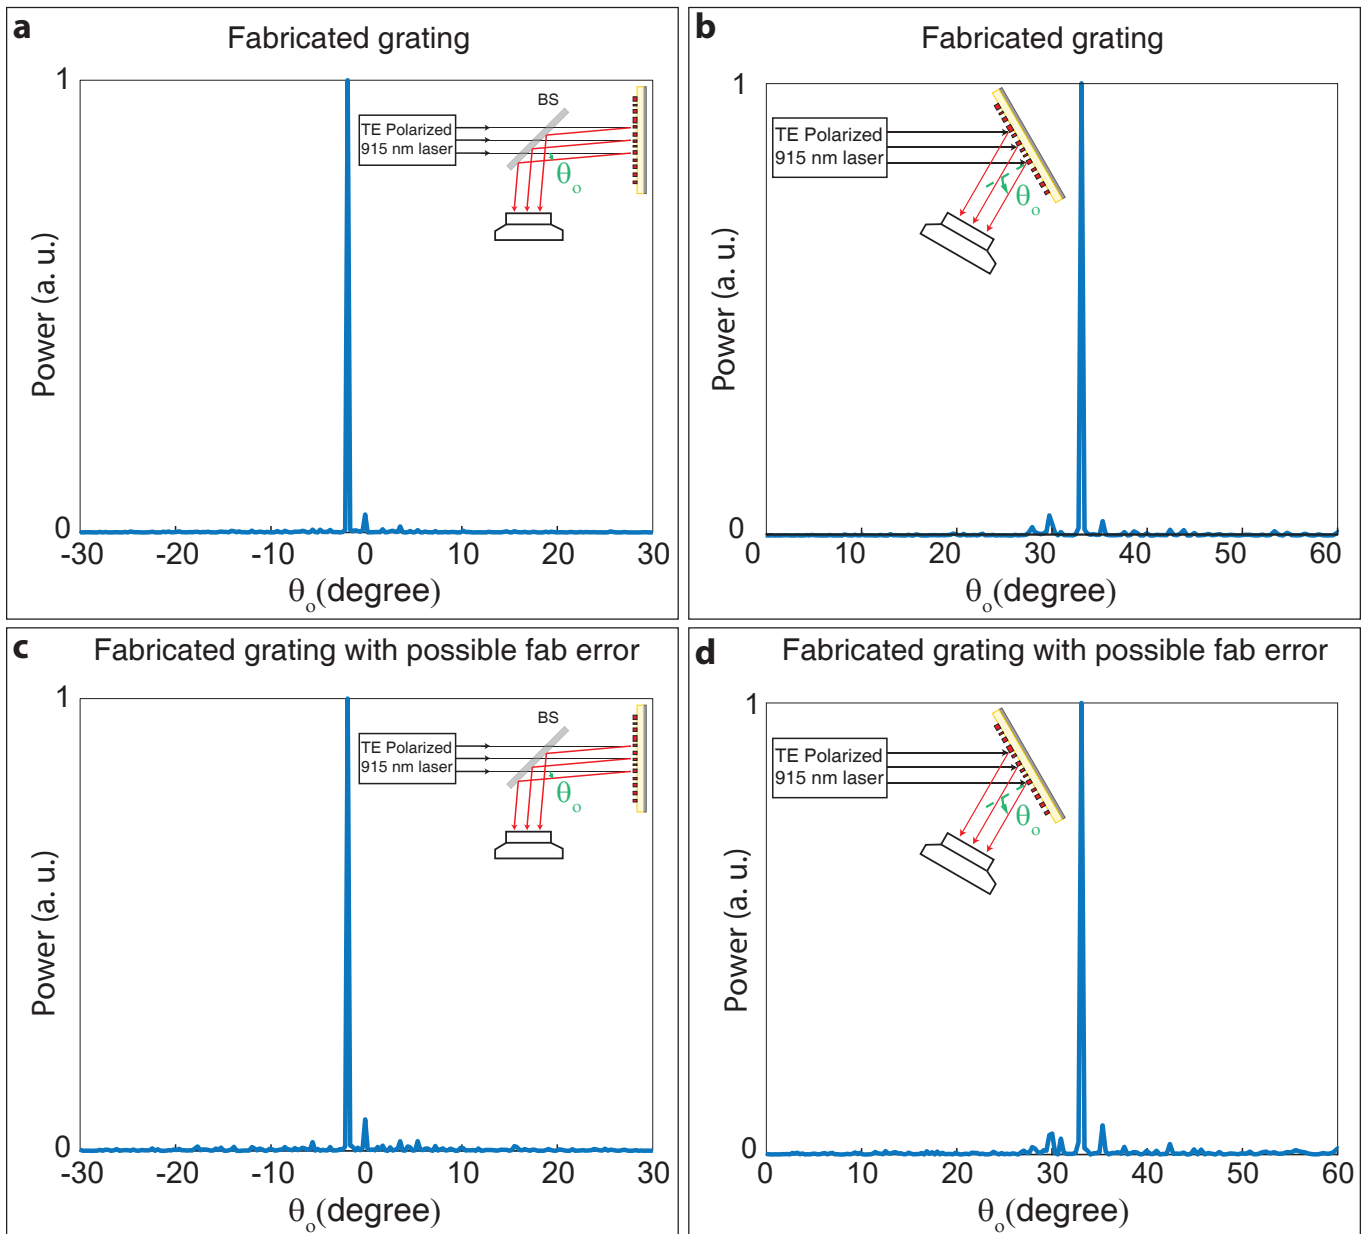 a
Fabricated grating
1
BS
TE Polarized
915 nm laser
θo
Power (a. u.)
0
-30 -20 -10 0 10 20 30
θo(degree)
b
Fabricated grating
1
TE Polarized
915 nm laser
θo
Power (a. u.)
0
0 10 20 30 40 50 60
θo(degree)
c
Fabricated grating with possible fab error
1
BS
TE Polarized
915 nm laser
θo
Power (a. u.)
0
-30 -20 -10 0 10 20 30
θo(degree)
d
Fabricated grating with possible fab error
1
TE Polarized
915 nm laser
θo
Power (a. u.)
0
0 10 20 30 40 50 60
θo(degree)